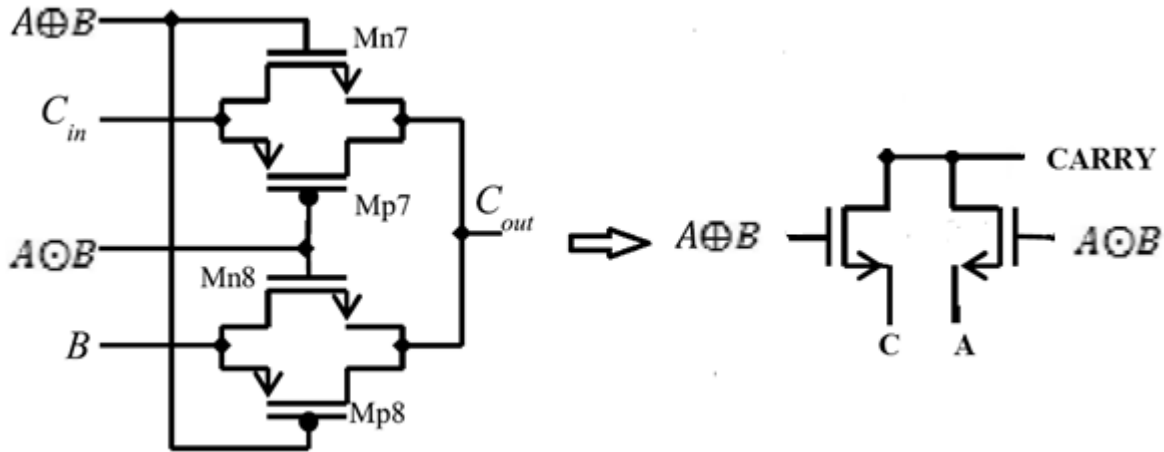 A⊕B
Mn7
C_in
Mp7
C_out
A⊙B
Mn8
B
Mp8
CARRY
A⊕B
A⊙B
C A